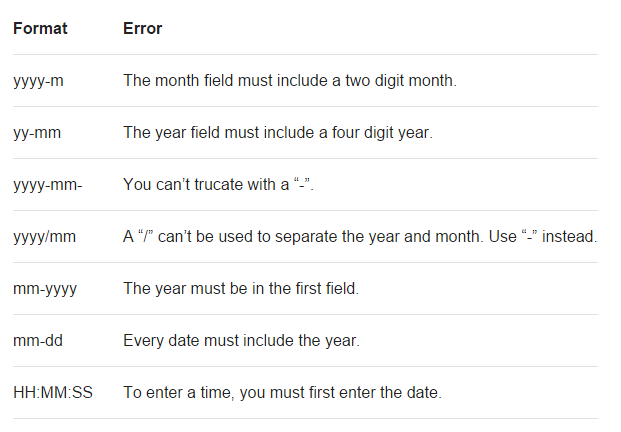 Format Error
yyyy-m The month field must include a two digit month.
yy-mm The year field must include a four digit year.
yyyy-mm- You can’t trucate with a “-”.
yyyy/mm A “/” can’t be used to separate the year and month. Use “-” instead.
mm-yyyy The year must be in the first field.
mm-dd Every date must include the year.
HH:MM:SS To enter a time, you must first enter the date.